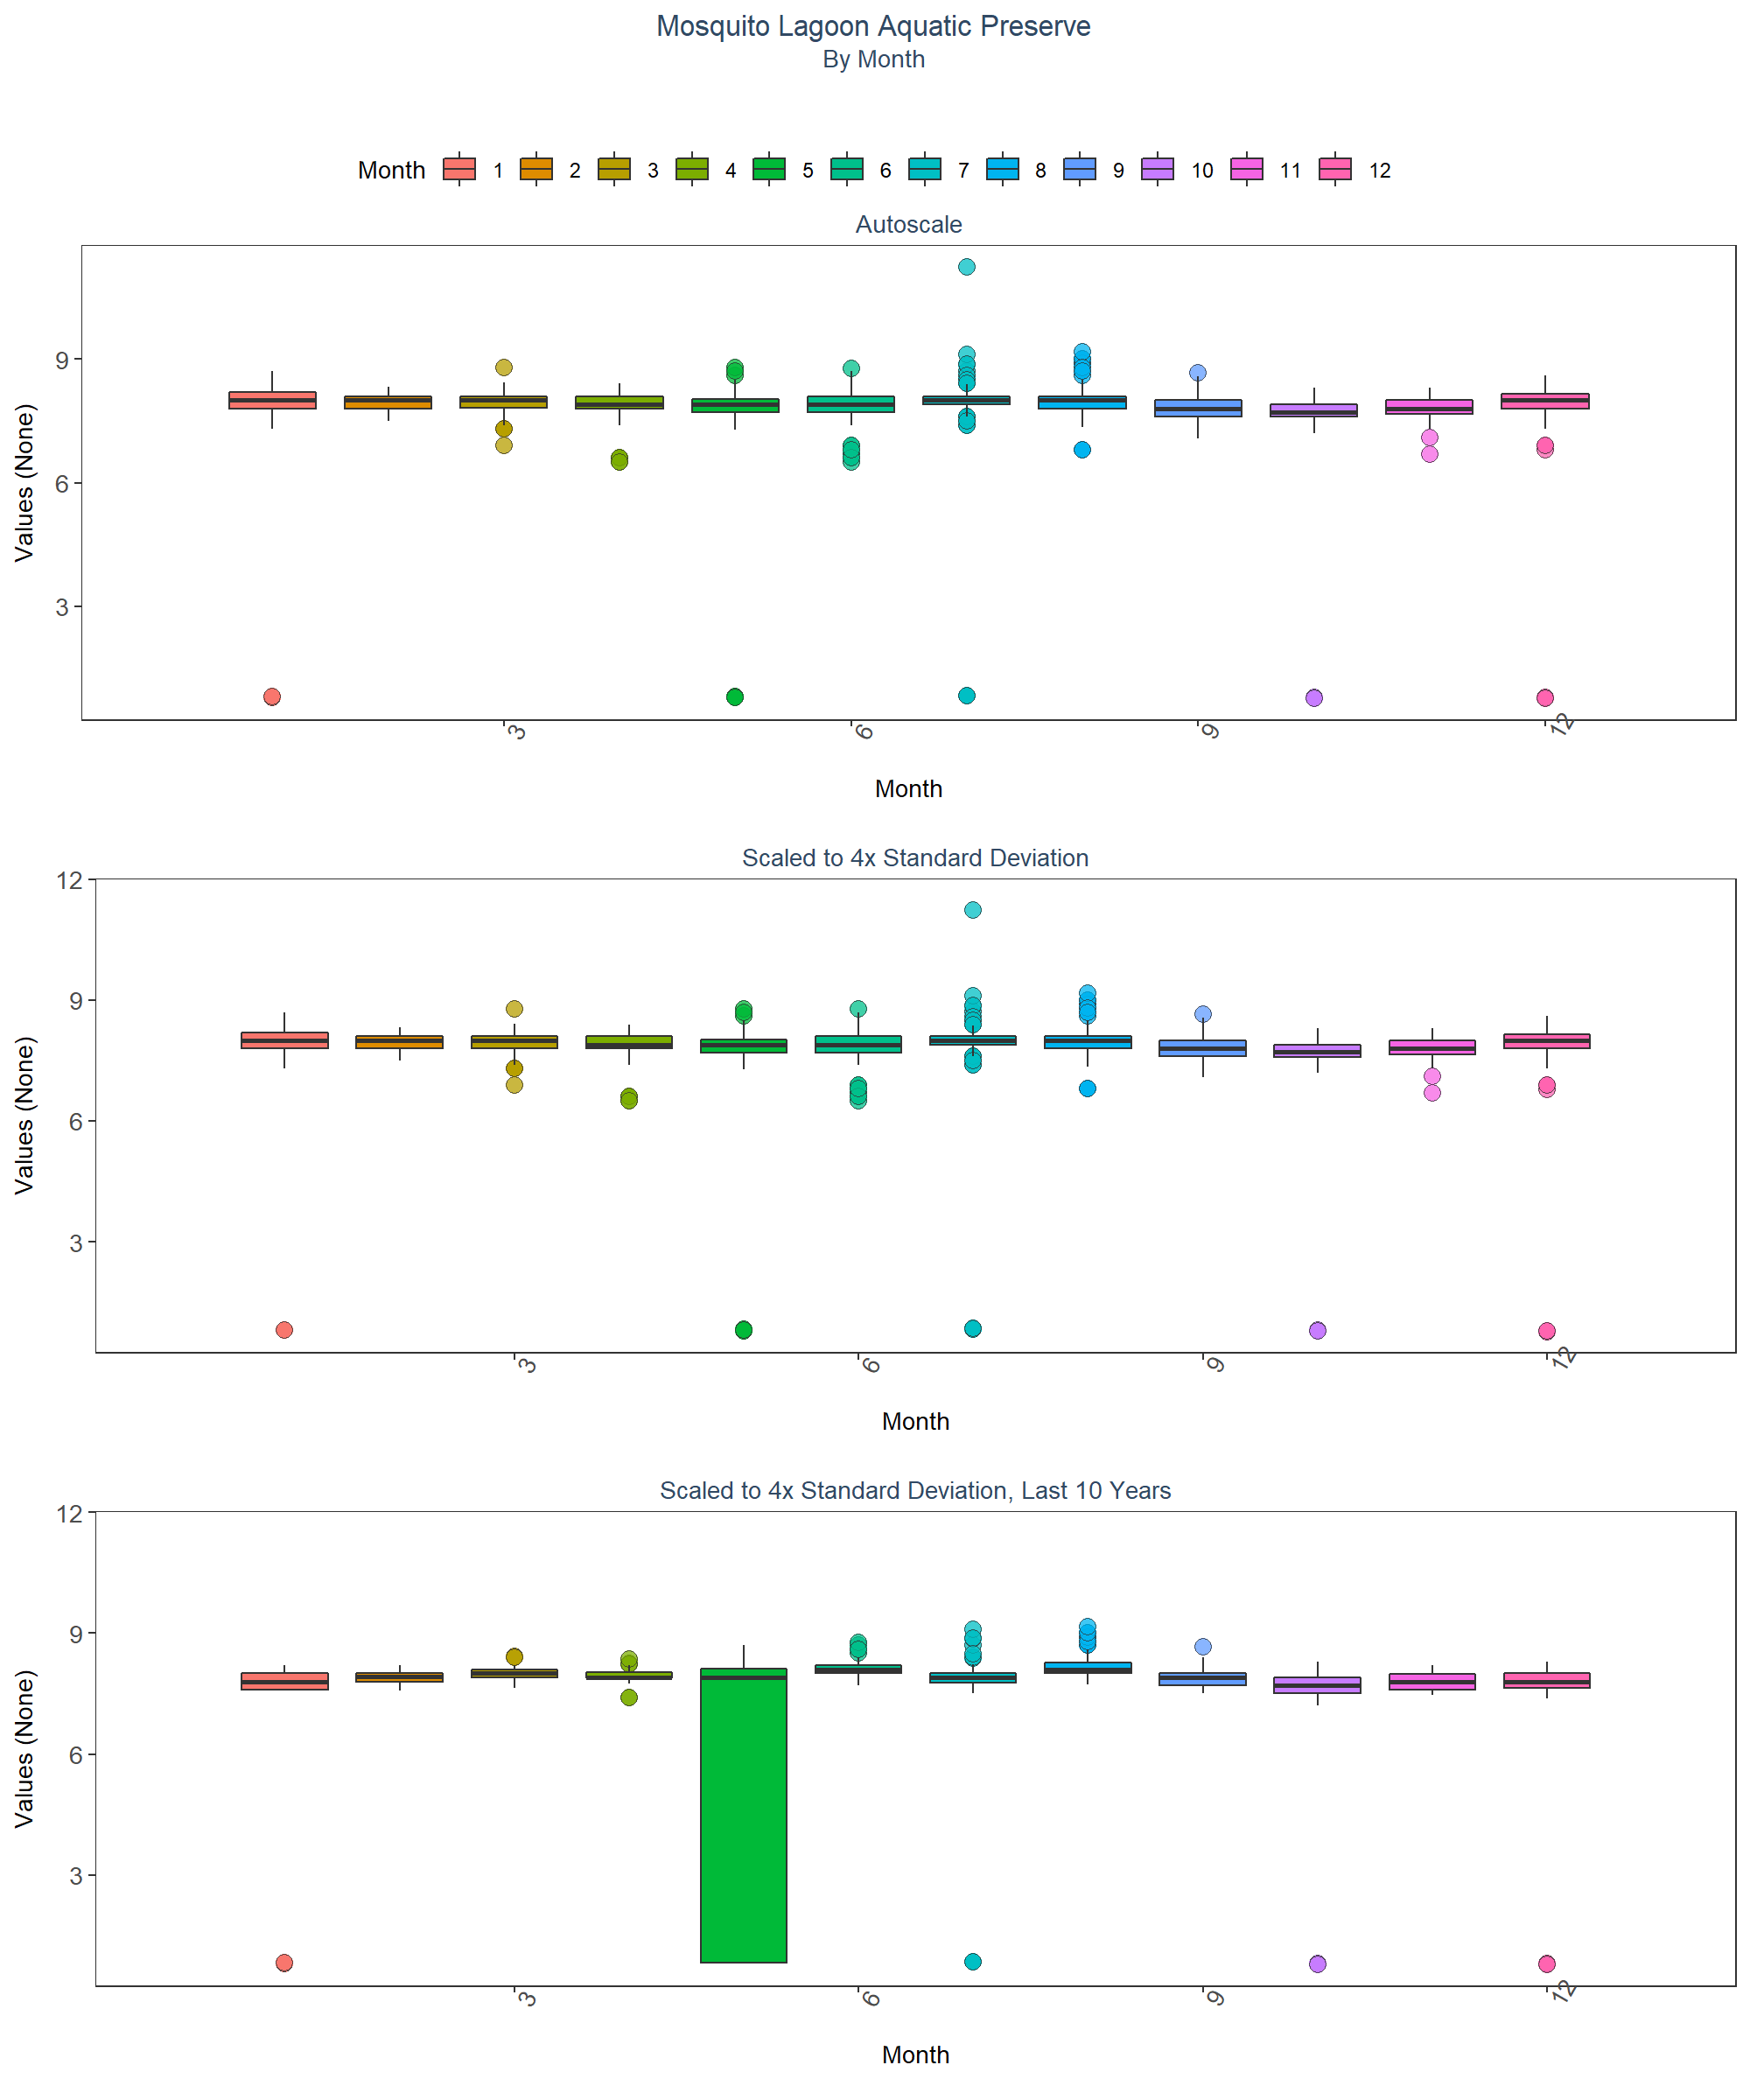 Mosquito Lagoon Aquatic Preserve
By Month
Month 1 2 3 4 5 6 7 8 9 10 11 12
Autoscale
Values (None)
9
6
3
3 6 9 12
Month
Scaled to 4x Standard Deviation
Values (None)
12
9
6
3
3 6 9 12
Month
Scaled to 4x Standard Deviation, Last 10 Years
Values (None)
12
9
6
3
3 6 9 12
Month